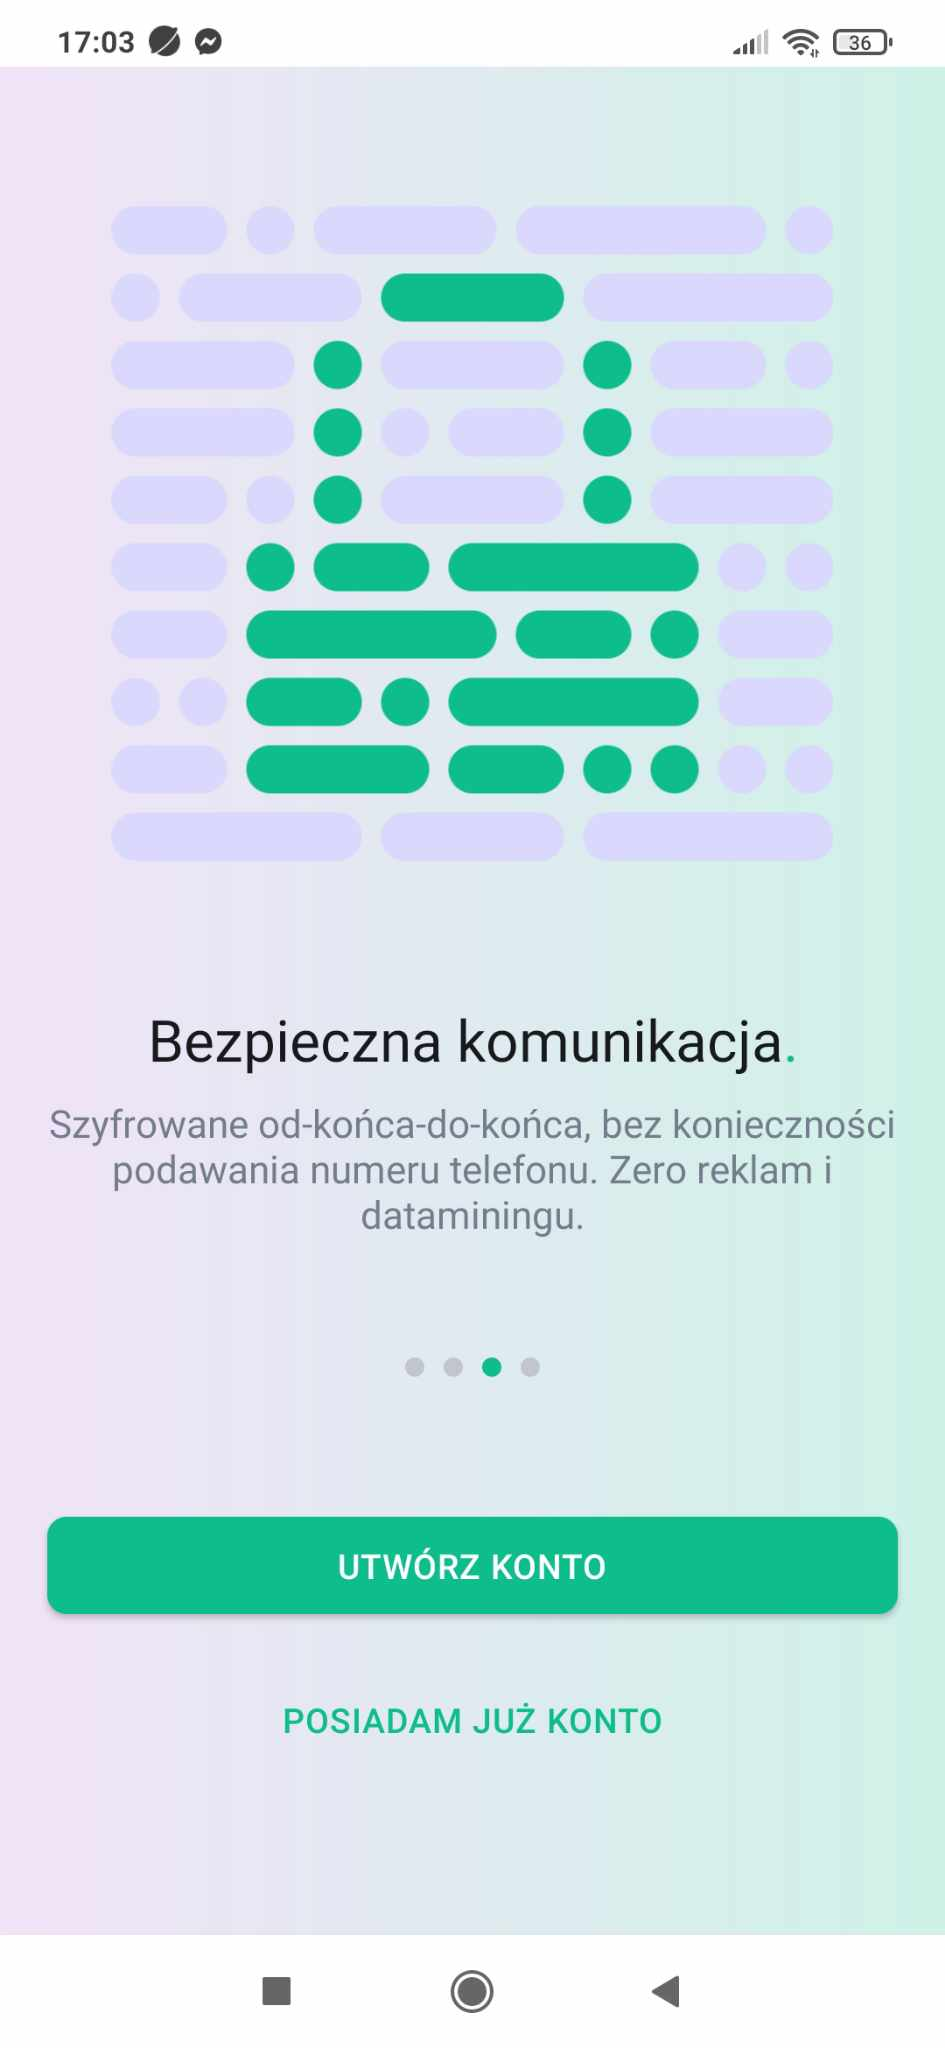 17:03
36
Bezpieczna komunikacja.
Szyfrowane od-końca-do-końca, bez konieczności
podawania numeru telefonu. Zero reklam i
dataminingu.
UTWÓRZ KONTO
POSIADAM JUŻ KONTO